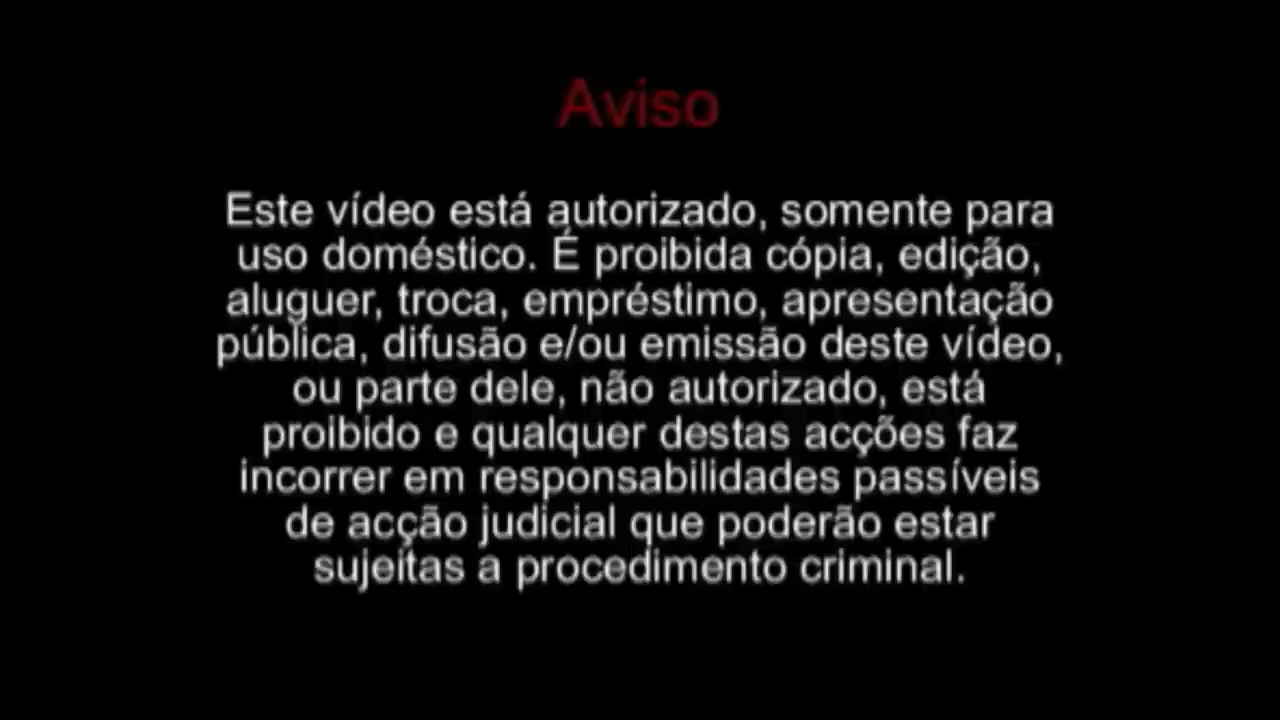 Aviso
Este vídeo está autorizado, somente para
uso doméstico. É proibida cópia, edição,
aluguer, troca, empréstimo, apresentação
pública, difusão e/ou emissão deste vídeo,
ou parte dele, não autorizado, está
proibido e qualquer destas acções faz
incorrer em responsabilidades passíveis
de acção judicial que poderão estar
sujeitas a procedimento criminal.